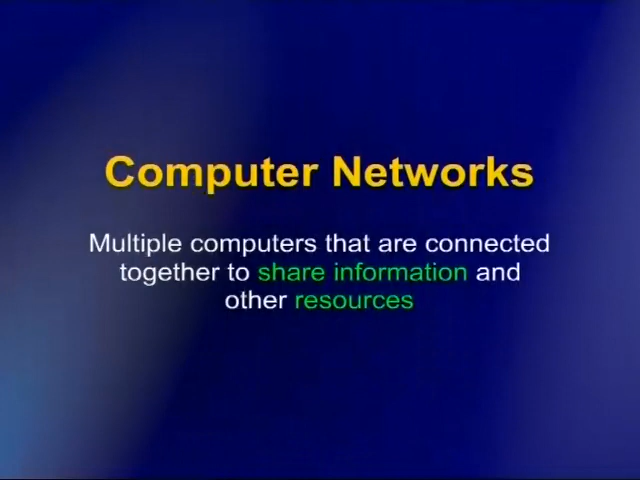 Computer Networks
Multiple computers that are connected
together to share information and
other resources